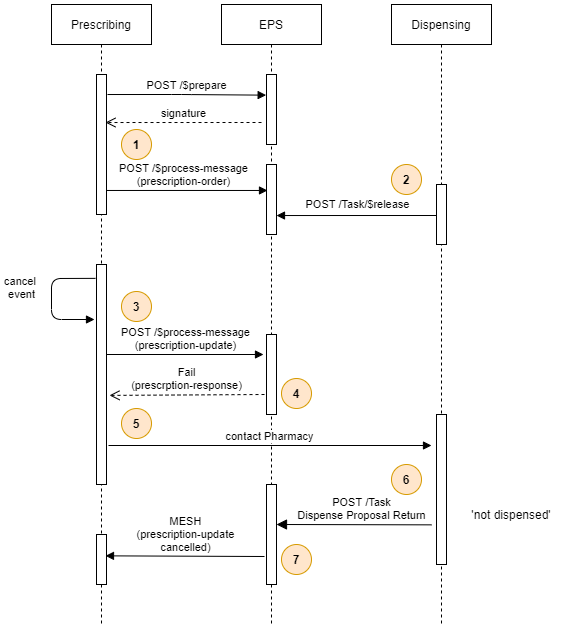 Prescribing
EPS
Dispensing
POST /$prepare
signature
1
POST /$process-message
(prescription-order)
2
POST /Task/$release
cancel
event
3
POST /$process-message
(prescription-update)
Fail
(prescrption-response)
4
5
contact Pharmacy
6
POST /Task
Dispense Proposal Return
'not dispensed'
MESH
(prescription-update
cancelled)
7